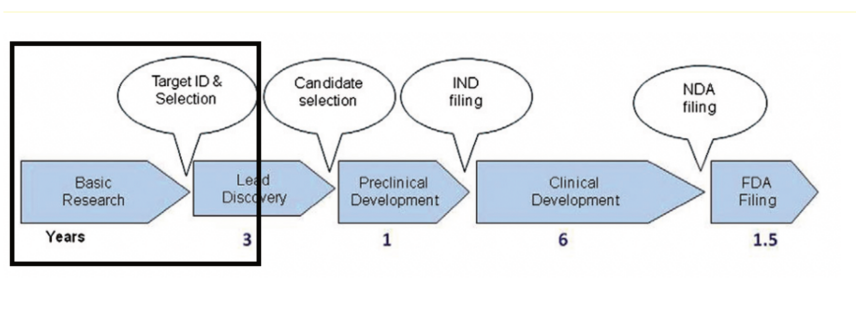 Target ID &
Selection
Candidate
selection
IND
filing
NDA
filing
Basic
Research
Lead
Discovery
Preclinical
Development
Clinical
Development
FDA
Filing
Years
3
1
6
1.5